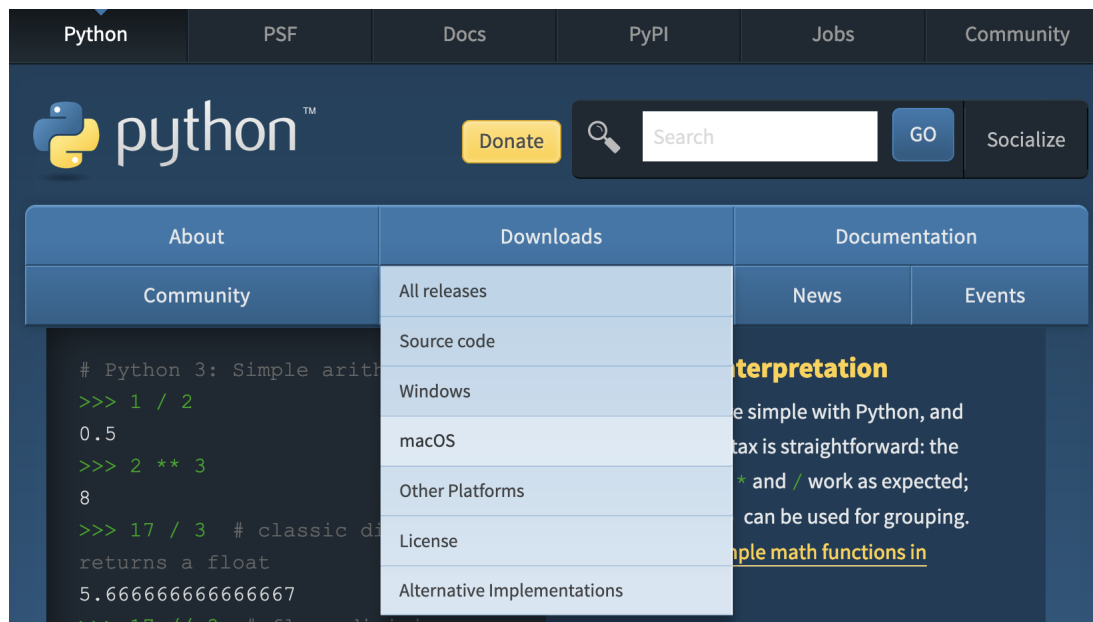 Python
PSF
Docs
PyPI
Jobs
Community
python™
Donate
Search
GO
Socialize
About
Downloads
Documentation
Community
News
Events
All releases
Source code
Windows
macOS
Other Platforms
License
Alternative Implementations
# Python 3: Simple arith
>>> 1 / 2
0.5
>>> 2 ** 3
8
>>> 17 / 3 # classic di
returns a float
5.666666666666667
nterpretation
e simple with Python, and
tax is straightforward: the
* and / work as expected;
can be used for grouping.
ple math functions in